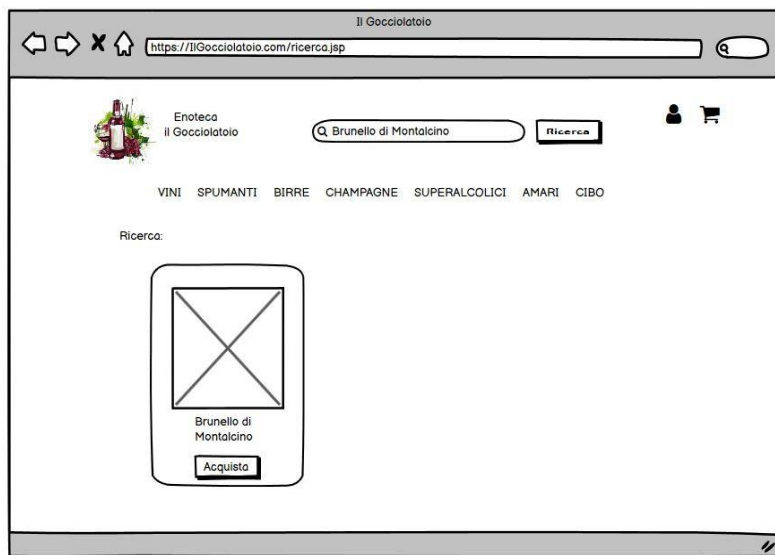 Il Gocciolatoio
https://IlGocciolatoio.com/ricerca.jsp
Enoteca
il Gocciolatoio
Brunello di Montalcino
Ricerca
VINI SPUMANTI BIRRE CHAMPAGNE SUPERALCOLICI AMARI CIBO
Ricerca:
Brunello di
Montalcino
Acquista